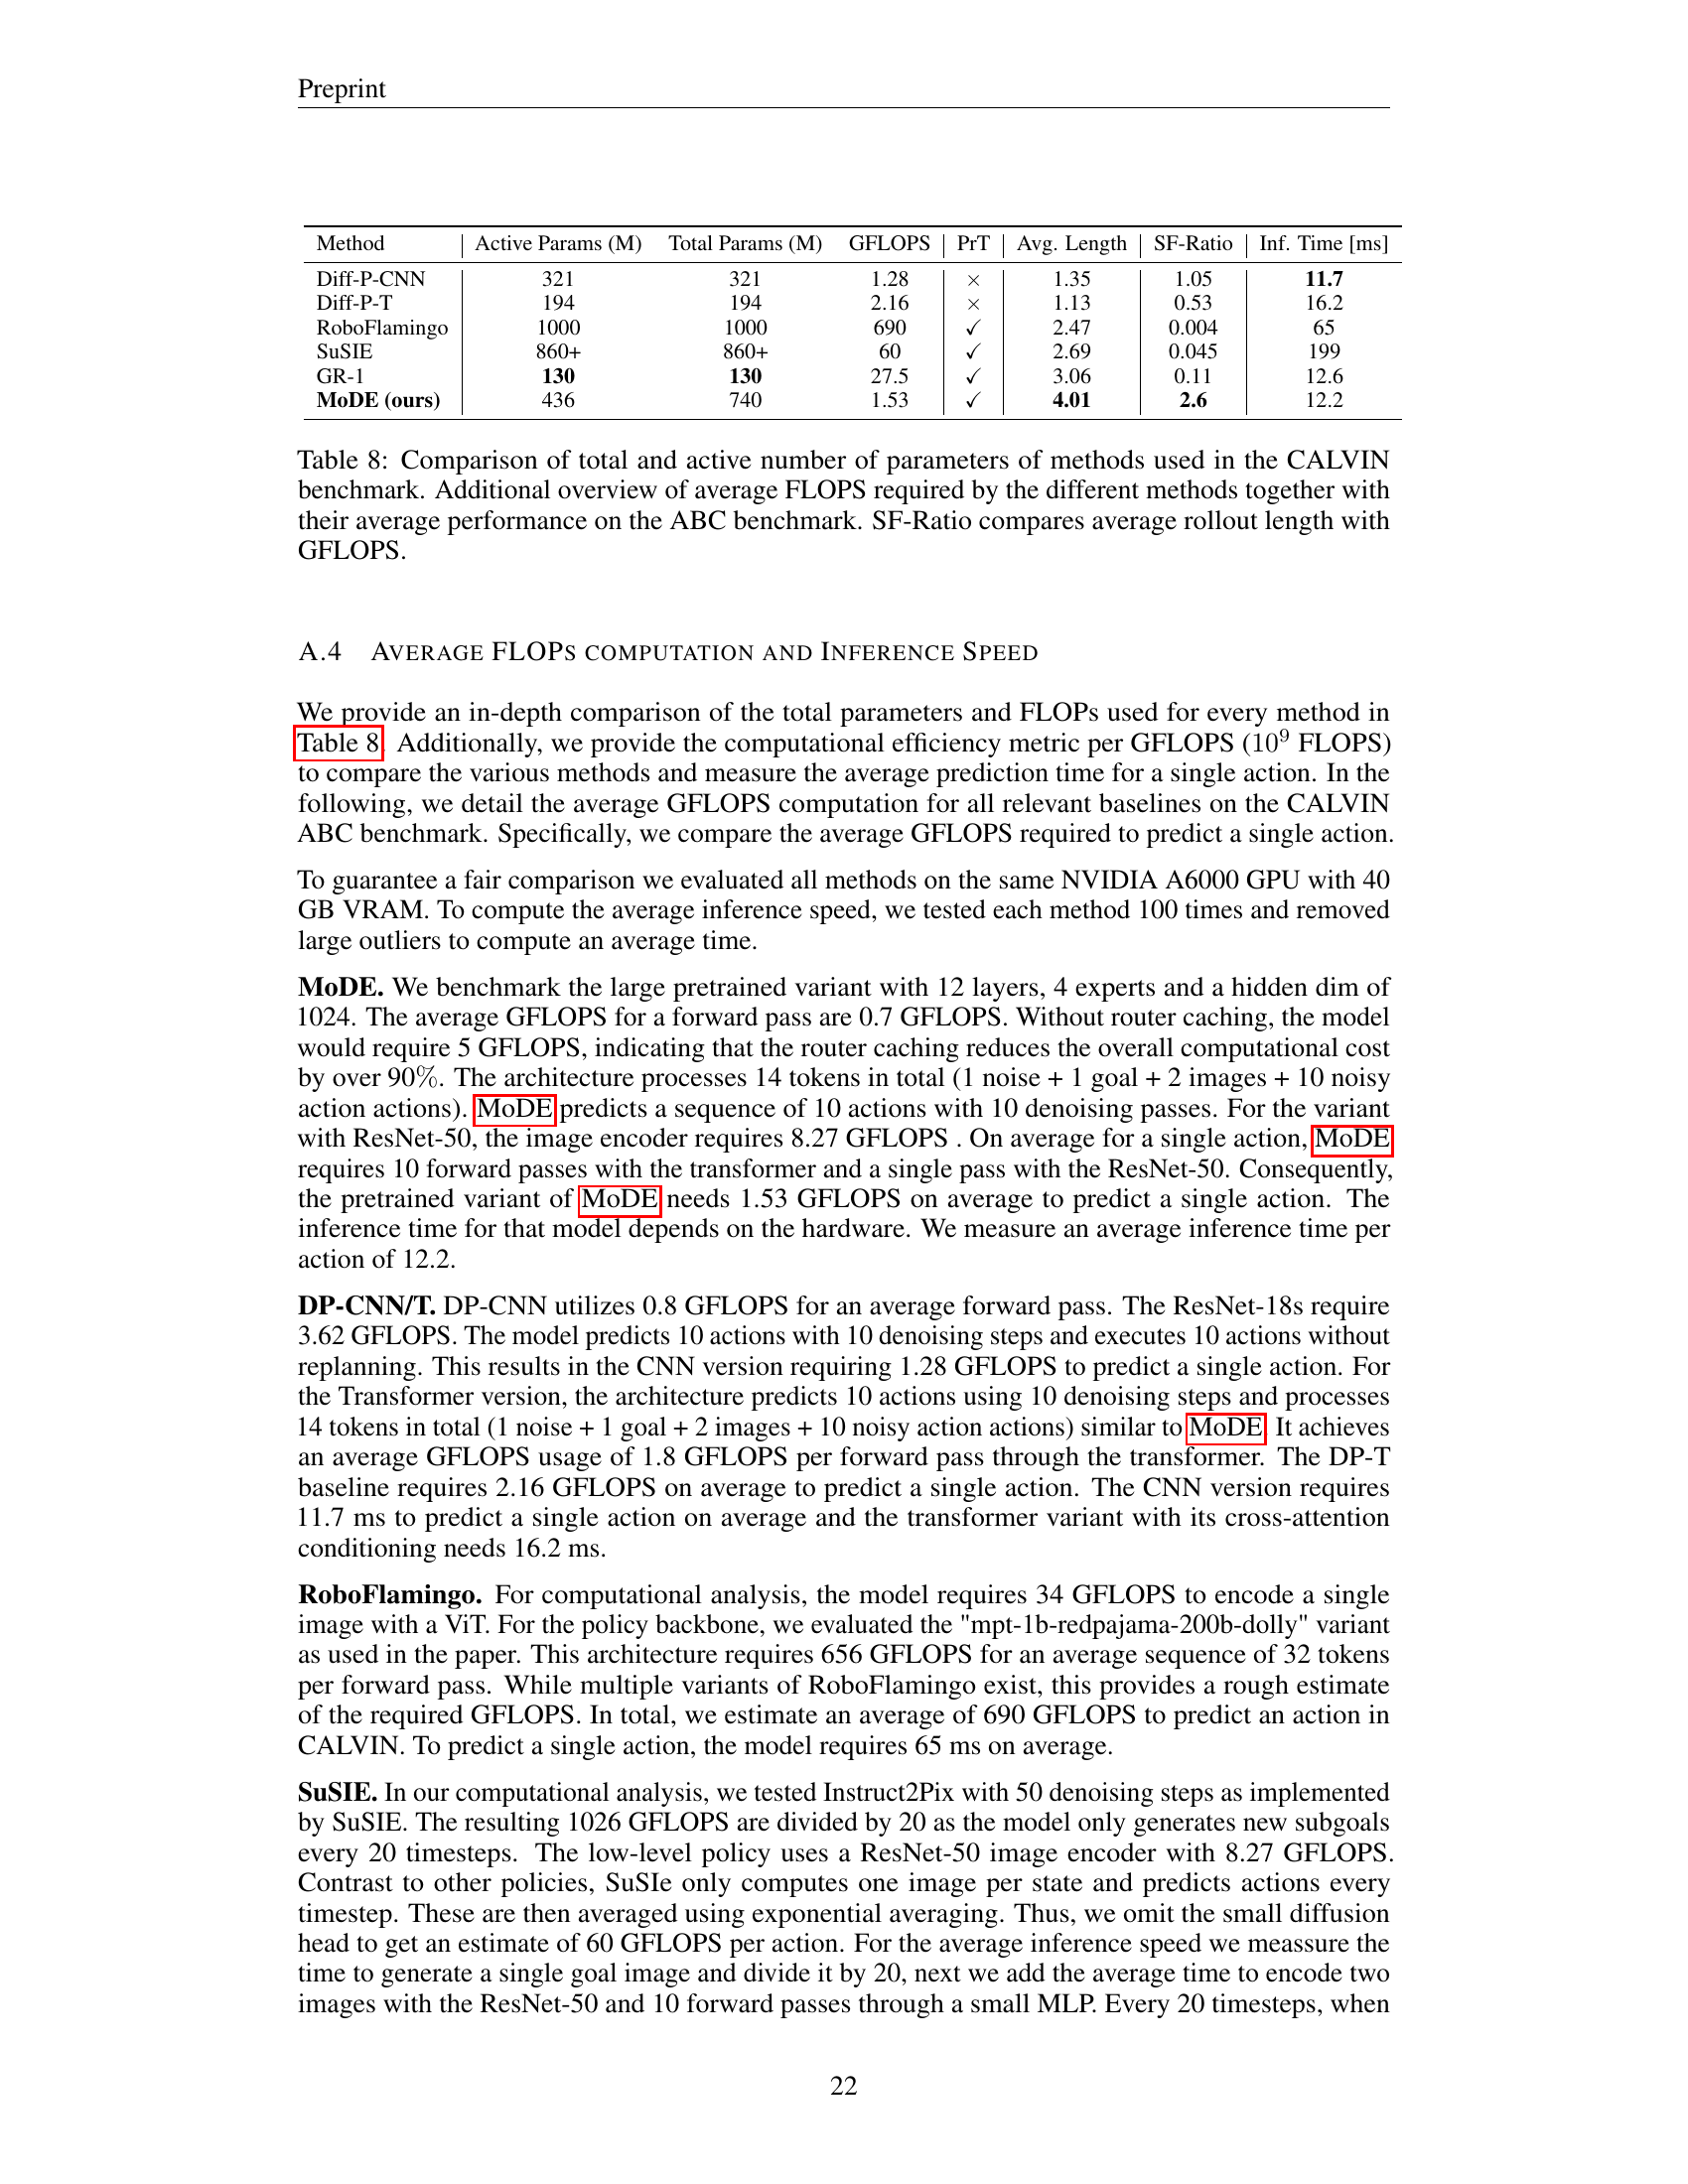 Preprint
Method Active Params (M) Total Params (M) GFLOPS PrT Avg. Length SF-Ratio Inf. Time [ms]
Diff-P-CNN 321 321 1.28 × 1.35 1.05 11.7
Diff-P-T 194 194 2.16 × 1.13 0.53 16.2
RoboFlamingo 1000 1000 690 ✓ 2.47 0.004 65
SuSIE 860+ 860+ 60 ✓ 2.69 0.045 199
GR-1 130 130 27.5 ✓ 3.06 0.11 12.6
MoDE (ours) 436 740 1.53 ✓ 4.01 2.6 12.2
Table 8: Comparison of total and active number of parameters of methods used in the CALVIN
benchmark. Additional overview of average FLOPS required by the different methods together with
their average performance on the ABC benchmark. SF-Ratio compares average rollout length with
GFLOPS.
A.4 AVERAGE FLOPS COMPUTATION AND INFERENCE SPEED
We provide an in-depth comparison of the total parameters and FLOPs used for every method in
Table 8. Additionally, we provide the computational efficiency metric per GFLOPS (10⁹ FLOPS)
to compare the various methods and measure the average prediction time for a single action. In the
following, we detail the average GFLOPS computation for all relevant baselines on the CALVIN
ABC benchmark. Specifically, we compare the average GFLOPS required to predict a single action.
To guarantee a fair comparison we evaluated all methods on the same NVIDIA A6000 GPU with 40
GB VRAM. To compute the average inference speed, we tested each method 100 times and removed
large outliers to compute an average time.
MoDE. We benchmark the large pretrained variant with 12 layers, 4 experts and a hidden dim of
1024. The average GFLOPS for a forward pass are 0.7 GFLOPS. Without router caching, the model
would require 5 GFLOPS, indicating that the router caching reduces the overall computational cost
by over 90%. The architecture processes 14 tokens in total (1 noise + 1 goal + 2 images + 10 noisy
action actions). MoDE predicts a sequence of 10 actions with 10 denoising passes. For the variant
with ResNet-50, the image encoder requires 8.27 GFLOPS . On average for a single action, MoDE
requires 10 forward passes with the transformer and a single pass with the ResNet-50. Consequently,
the pretrained variant of MoDE needs 1.53 GFLOPS on average to predict a single action. The
inference time for that model depends on the hardware. We measure an average inference time per
action of 12.2.
DP-CNN/T. DP-CNN utilizes 0.8 GFLOPS for an average forward pass. The ResNet-18s require
3.62 GFLOPS. The model predicts 10 actions with 10 denoising steps and executes 10 actions without
replanning. This results in the CNN version requiring 1.28 GFLOPS to predict a single action. For
the Transformer version, the architecture predicts 10 actions using 10 denoising steps and processes
14 tokens in total (1 noise + 1 goal + 2 images + 10 noisy action actions) similar to MoDE. It achieves
an average GFLOPS usage of 1.8 GFLOPS per forward pass through the transformer. The DP-T
baseline requires 2.16 GFLOPS on average to predict a single action. The CNN version requires
11.7 ms to predict a single action on average and the transformer variant with its cross-attention
conditioning needs 16.2 ms.
RoboFlamingo. For computational analysis, the model requires 34 GFLOPS to encode a single
image with a ViT. For the policy backbone, we evaluated the "mpt-1b-redpajama-200b-dolly" variant
as used in the paper. This architecture requires 656 GFLOPS for an average sequence of 32 tokens
per forward pass. While multiple variants of RoboFlamingo exist, this provides a rough estimate
of the required GFLOPS. In total, we estimate an average of 690 GFLOPS to predict an action in
CALVIN. To predict a single action, the model requires 65 ms on average.
SuSIE. In our computational analysis, we tested Instruct2Pix with 50 denoising steps as implemented
by SuSIE. The resulting 1026 GFLOPS are divided by 20 as the model only generates new subgoals
every 20 timesteps. The low-level policy uses a ResNet-50 image encoder with 8.27 GFLOPS.
Contrast to other policies, SuSIe only computes one image per state and predicts actions every
timestep. These are then averaged using exponential averaging. Thus, we omit the small diffusion
head to get an estimate of 60 GFLOPS per action. For the average inference speed we meassure the
time to generate a single goal image and divide it by 20, next we add the average time to encode two
images with the ResNet-50 and 10 forward passes through a small MLP. Every 20 timesteps, when
22